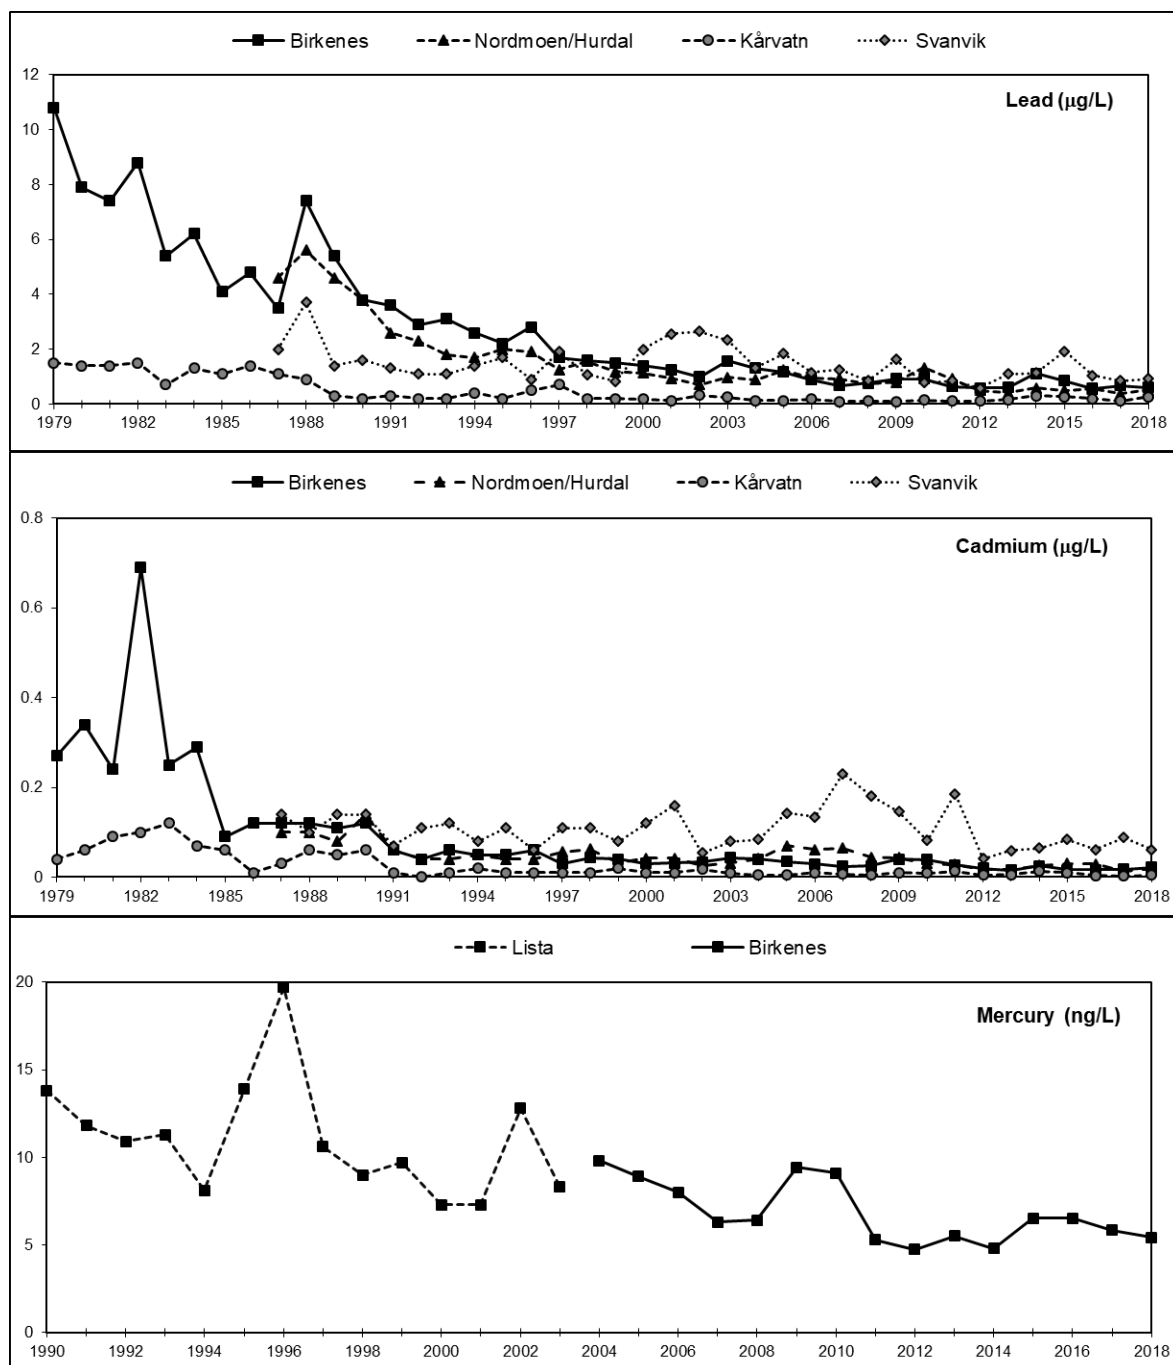 Birkenes Nordmoen/Hurdal Kårvatn Svanvik
12
Lead (µg/L)
10
8
6
4
2
0
1979 1982 1985 1988 1991 1994 1997 2000 2003 2006 2009 2012 2015 2018
Birkenes Nordmoen/Hurdal Kårvatn Svanvik
0.8
Cadmium (µg/L)
0.6
0.4
0.2
0
1979 1982 1985 1988 1991 1994 1997 2000 2003 2006 2009 2012 2015 2018
Lista Birkenes
20
Mercury (ng/L)
15
10
5
0
1990 1992 1994 1996 1998 2000 2002 2004 2006 2008 2010 2012 2014 2016 2018